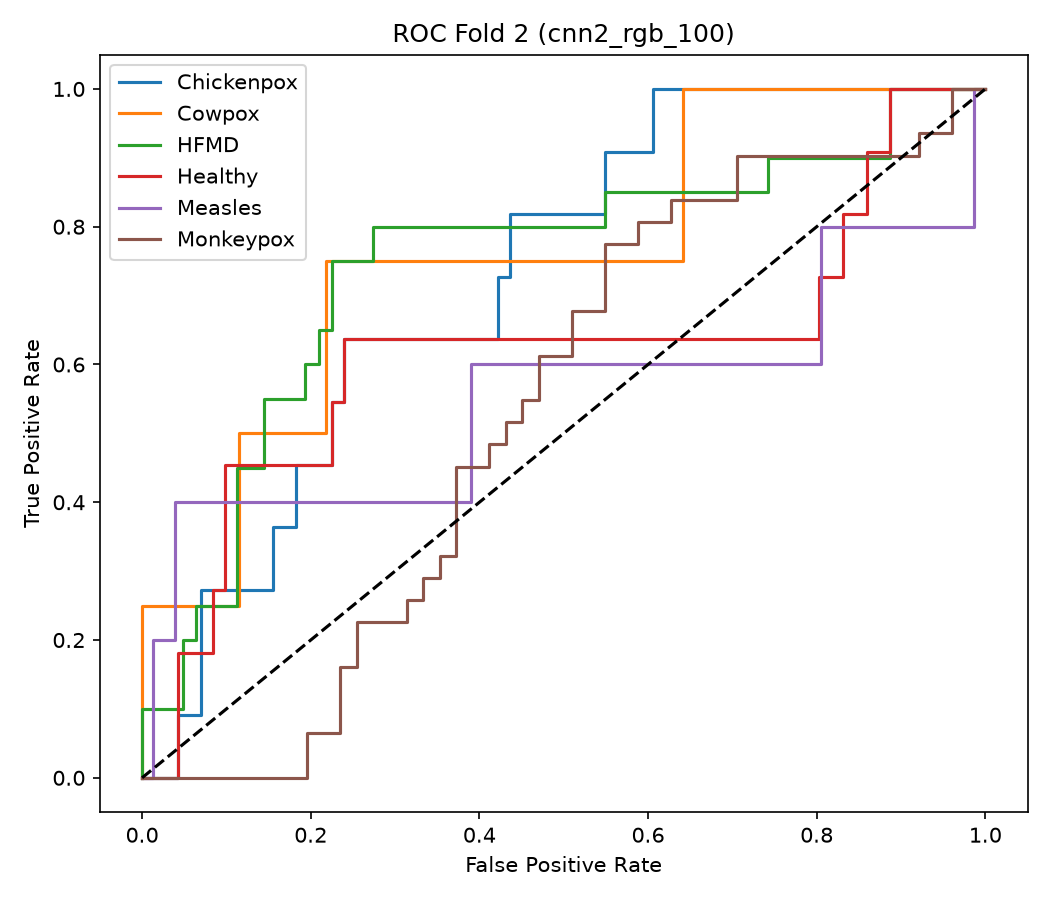 ROC Fold 2 (cnn2_rgb_100)
Chickenpox
Cowpox
HFMD
Healthy
Measles
Monkeypox
1.0
0.8
0.6
0.4
0.2
0.0
True Positive Rate
0.0 0.2 0.4 0.6 0.8 1.0
False Positive Rate